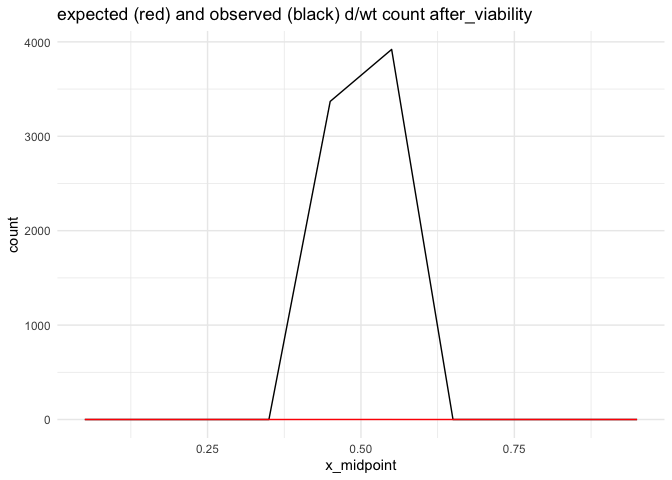 expected (red) and observed (black) d/wt count after_viability
4000
3000
2000
1000
0
count
0.25
0.50
0.75
x_midpoint